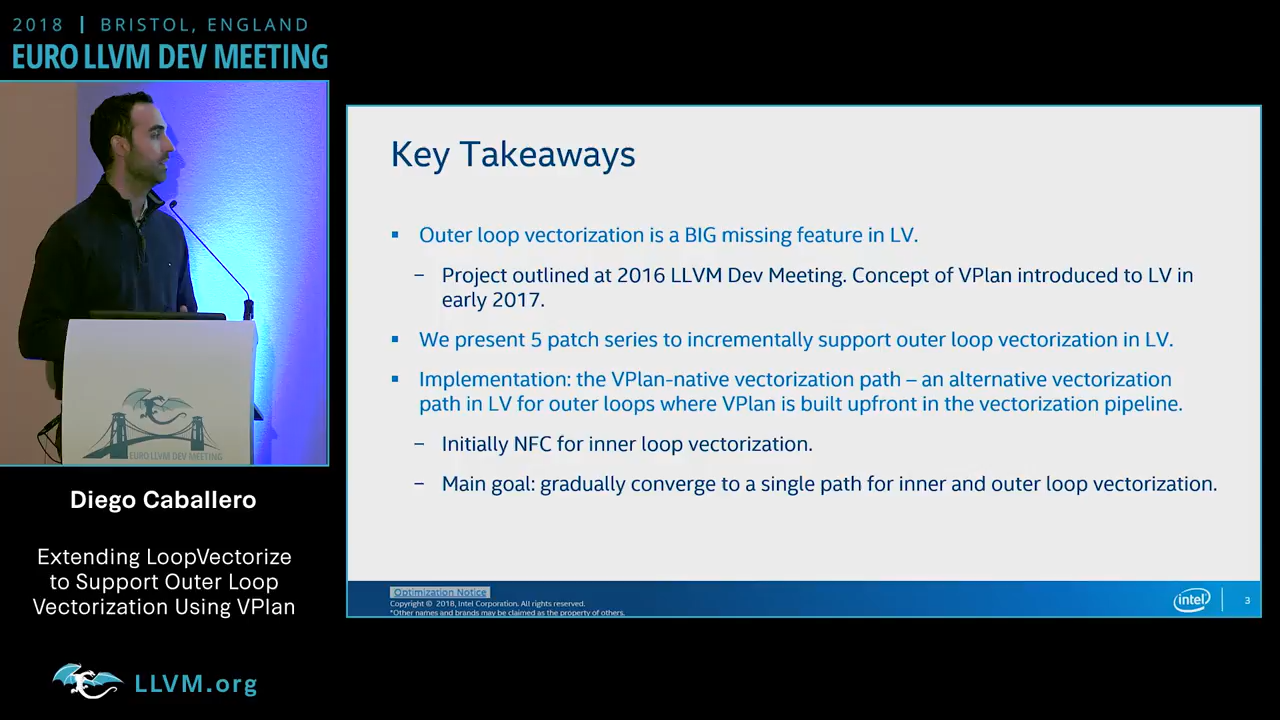 2018 | BRISTOL, ENGLAND
EURO LLVM DEV MEETING
EURO LLVM DEV MEETING
Diego Caballero
Extending LoopVectorize
to Support Outer Loop
Vectorization Using VPlan
LLVM.org
Key Takeaways
▪ Outer loop vectorization is a BIG missing feature in LV.
– Project outlined at 2016 LLVM Dev Meeting. Concept of VPlan introduced to LV in
early 2017.
▪ We present 5 patch series to incrementally support outer loop vectorization in LV.
▪ Implementation: the VPlan-native vectorization path – an alternative vectorization
path in LV for outer loops where VPlan is built upfront in the vectorization pipeline.
– Initially NFC for inner loop vectorization.
– Main goal: gradually converge to a single path for inner and outer loop vectorization.
Optimization Notice
Copyright © 2018, Intel Corporation. All rights reserved.
*Other names and brands may be claimed as the property of others.
intel
3